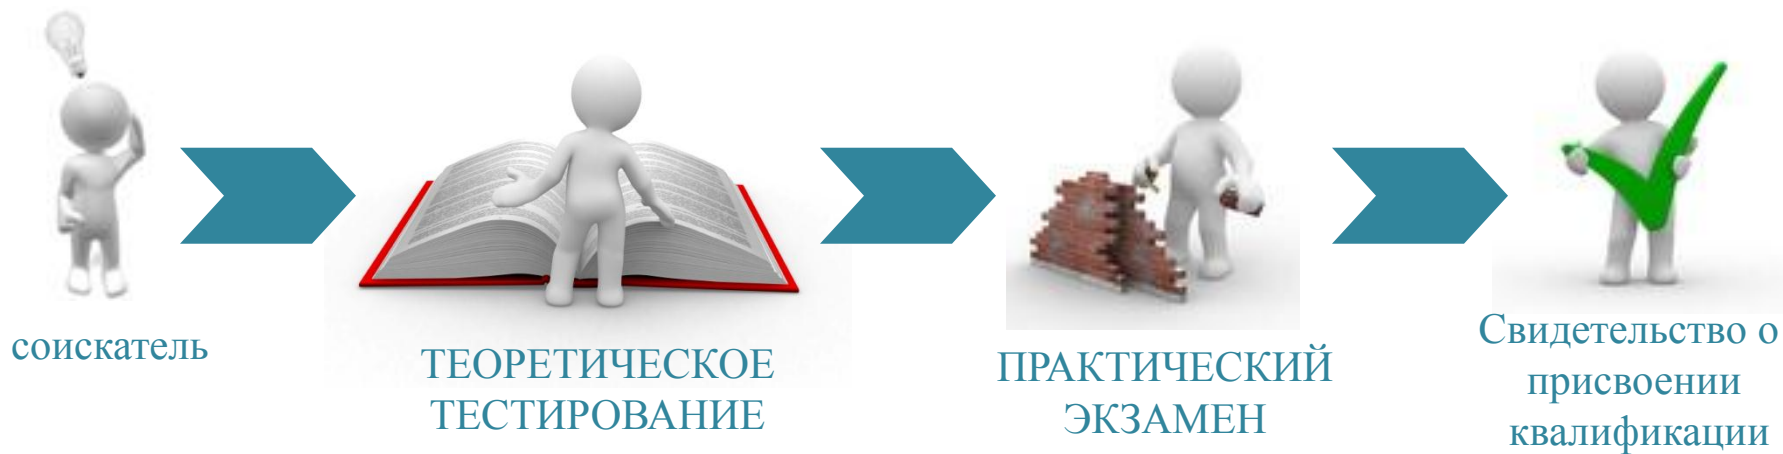 соискатель
ТЕОРЕТИЧЕСКОЕ
ТЕСТИРОВАНИЕ
ПРАКТИЧЕСКИЙ
ЭКЗАМЕН
Свидетельство о
присвоении
квалификации